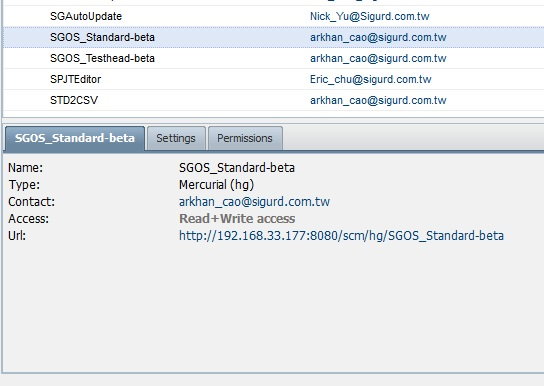 SGAutoUpdate Nick_Yu@Sigurd.com.tw
SGOS_Standard-beta arkhan_cao@sigurd.com.tw
SGOS_Testhead-beta arkhan_cao@sigurd.com.tw
SPJTEditor Eric_chu@sigurd.com.tw
STD2CSV arkhan_cao@sigurd.com.tw
SGOS_Standard-beta Settings Permissions
Name: SGOS_Standard-beta
Type: Mercurial (hg)
Contact: arkhan_cao@sigurd.com.tw
Access: Read+Write access
Url: http://192.168.33.177:8080/scm/hg/SGOS_Standard-beta